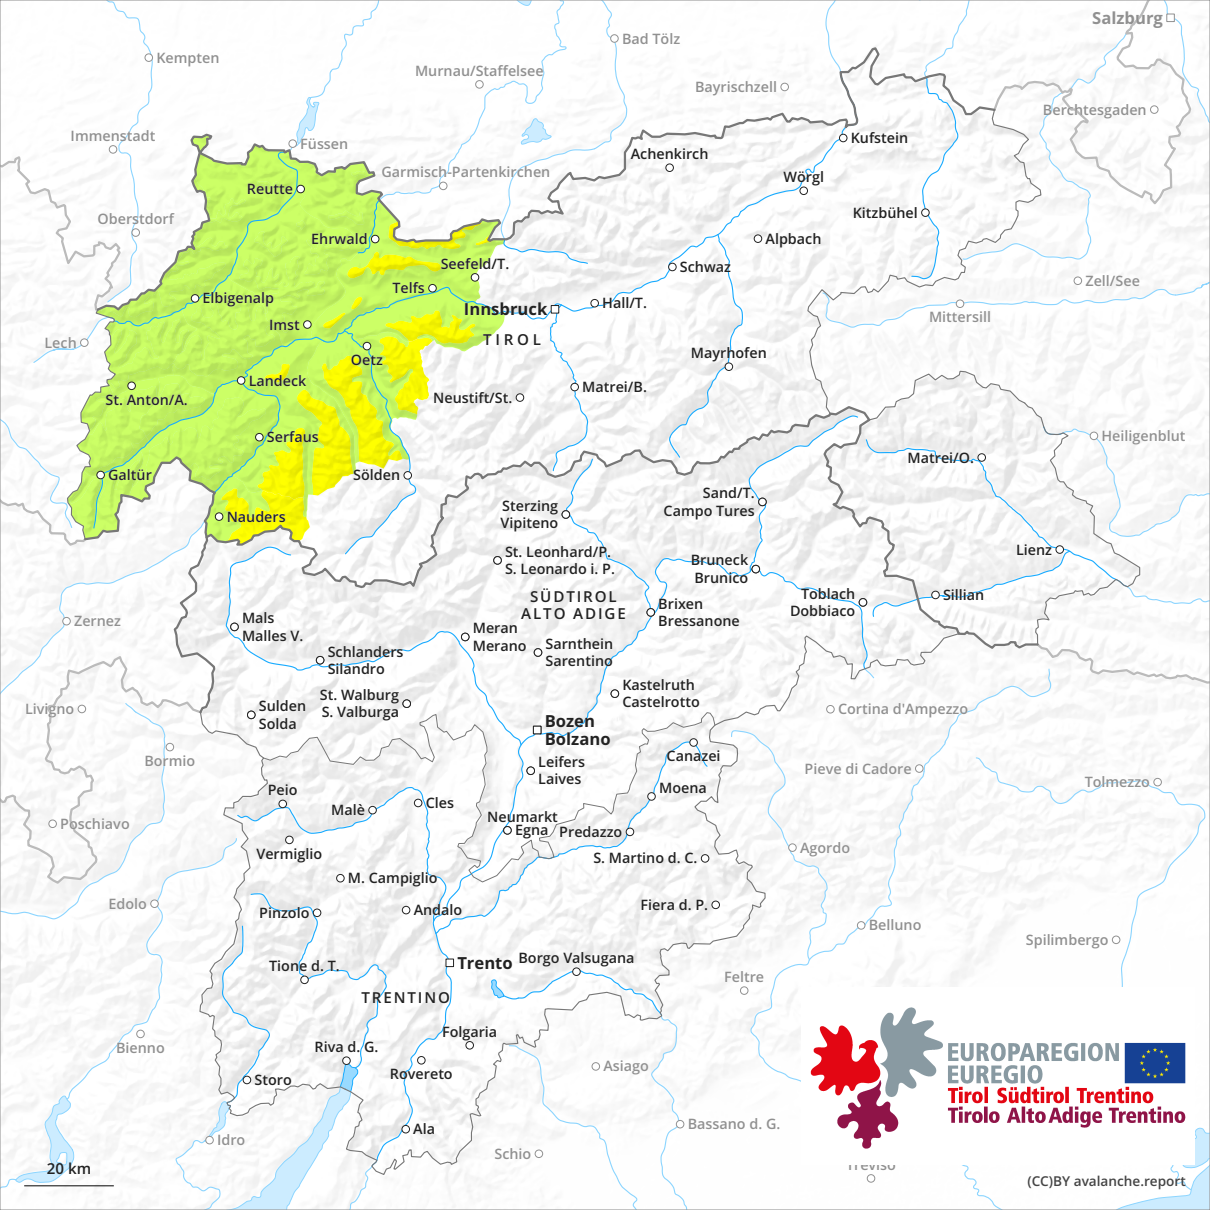 Salzburg
Kempten
Bad Tölz
Murnau/Staffelsee
Bayrischzell
Berchtesgaden
Immenstadt
Füssen
Kufstein
Achenkirch
Garmisch-Partenkirchen
Wörgl
Reutte
Oberstdorf
Kitzbühel
Ehrwald
Alpbach
Seefeld/T.
Schwaz
Zell/See
Telfs
Elbigenalp
Hall/T.
Innsbruck
Mittersill
Imst
TIROL
Lech
Oetz
Mayrhofen
Landeck
Matrei/B.
St. Anton/A.
Neustift/St.
Serfaus
Heiligenblut
Matrei/O.
Galtür
Sölden
Sand/T.
Campo Tures
Sterzing
Vipiteno
Nauders
St. Leonhard/P.
S. Leonardo i. P.
Lienz
Bruneck
Brunico
SÜDTIROL
ALTO ADIGE
Toblach
Dobbiaco
Sillian
Brixen
Bressanone
Zernez
Mals
Malles V.
Meran
Merano
Sarnthein
Sarentino
Schlanders
Silandro
Kastelruth
Castelrotto
St. Walburg
S. Valburga
Sulden
Solda
Livigno
Cortina d'Ampezzo
Bozen
Bolzano
Canazei
Bormio
Leifers
Laives
Pieve di Cadore
Tolmezzo
Peio
Moena
Malè
Cles
Neumarkt
Egna
Predazzo
Poschiavo
Vermiglio
Agordo
S. Martino d. C.
M. Campiglio
Edolo
Pinzolo
Andalo
Fiera d. P.
Belluno
Spilimbergo
Trento
Borgo Valsugana
Tione d. T.
Feltre
TRENTINO
Folgaria
Bienno
Riva d. G.
Rovereto
Asiago
Storo
EUROPAREGION
EUREGIO
Tirol Südtirol Trentino
Tirolo Alto Adige Trentino
Ala
Idro
Bassano d. G.
Schio
Treviso
20 km
(CC)BY avalanche.report